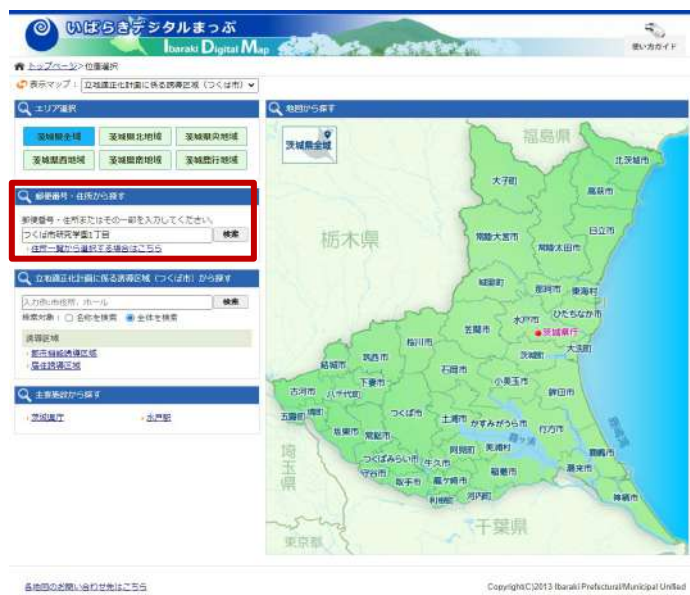 いばらきデジタルまっぷ
Ibaraki Digital Map
使い方ガイド
トップページ>位置選択
表示マップ： 立地適正化計画に係る誘導区域（つくば市）
エリア選択
茨城県全域 茨城県北地域 茨城県央地域
茨城県西地域 茨城県南地域 茨城鹿行地域
郵便番号・住所から探す
郵便番号・住所またはその一部を入力してください。
つくば市研究学園1丁目 検索
住所一覧から選択する場合はこちら
立地適正化計画に係る誘導区域（つくば市）から探す
入力例:市役所、ホール 検索
検索対象： 名称を検索 全体を検索
誘導区域
都市機能誘導区域
居住誘導区域
主要施設から探す
茨城県庁 水戸駅
地図から探す
茨城県全域
福島県
北茨城市
大子町
高萩市
栃木県
常陸大宮市
日立市
常陸太田市
城里町
那珂市 東海村
水戸市 ひたちなか市
笠間市
茨城県庁
桜川市
大洗町
茨城町
筑西市
結城市
石岡市
下妻市
小美玉市
古河市 八千代町
鉾田市
五霞町 境町
つくば市
土浦市
かすみがうら市
行方市
坂東市
常総市
霞ヶ浦
鹿島灘
阿見町 美浦村
鹿嶋市
埼玉県
つくばみらい市
牛久市
守谷市
稲敷市
潮来市
取手市 龍ケ崎市
利根町 河内町
神栖市
千葉県
東京都
各地図のお問い合わせ先はこちら
Copyright(C)2013 Ibaraki Prefectural/Municipal Unified